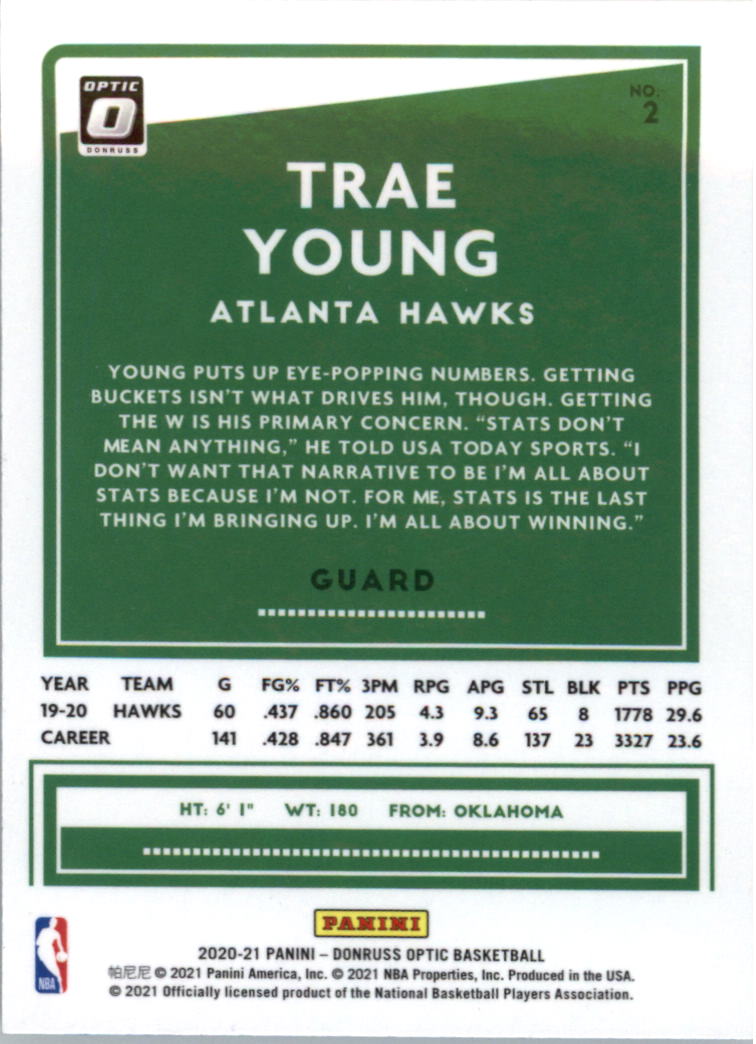 OPTIC
O
DONRUSS
NO.
2
TRAE
YOUNG
ATLANTA HAWKS
YOUNG PUTS UP EYE-POPPING NUMBERS. GETTING
BUCKETS ISN'T WHAT DRIVES HIM, THOUGH. GETTING
THE W IS HIS PRIMARY CONCERN. “STATS DON'T
MEAN ANYTHING,” HE TOLD USA TODAY SPORTS. “I
DON'T WANT THAT NARRATIVE TO BE I'M ALL ABOUT
STATS BECAUSE I'M NOT. FOR ME, STATS IS THE LAST
THING I'M BRINGING UP. I'M ALL ABOUT WINNING.”
GUARD
YEAR TEAM G FG% FT% 3PM RPG APG STL BLK PTS PPG
19-20 HAWKS 60 .437 .860 205 4.3 9.3 65 8 1778 29.6
CAREER 141 .428 .847 361 3.9 8.6 137 23 3327 23.6
HT: 6' 1" WT: 180 FROM: OKLAHOMA
PANINI
NBA
2020-21 PANINI – DONRUSS OPTIC BASKETBALL
帕尼尼 © 2021 Panini America, Inc. © 2021 NBA Properties, Inc. Produced in the USA.
© 2021 Officially licensed product of the National Basketball Players Association.